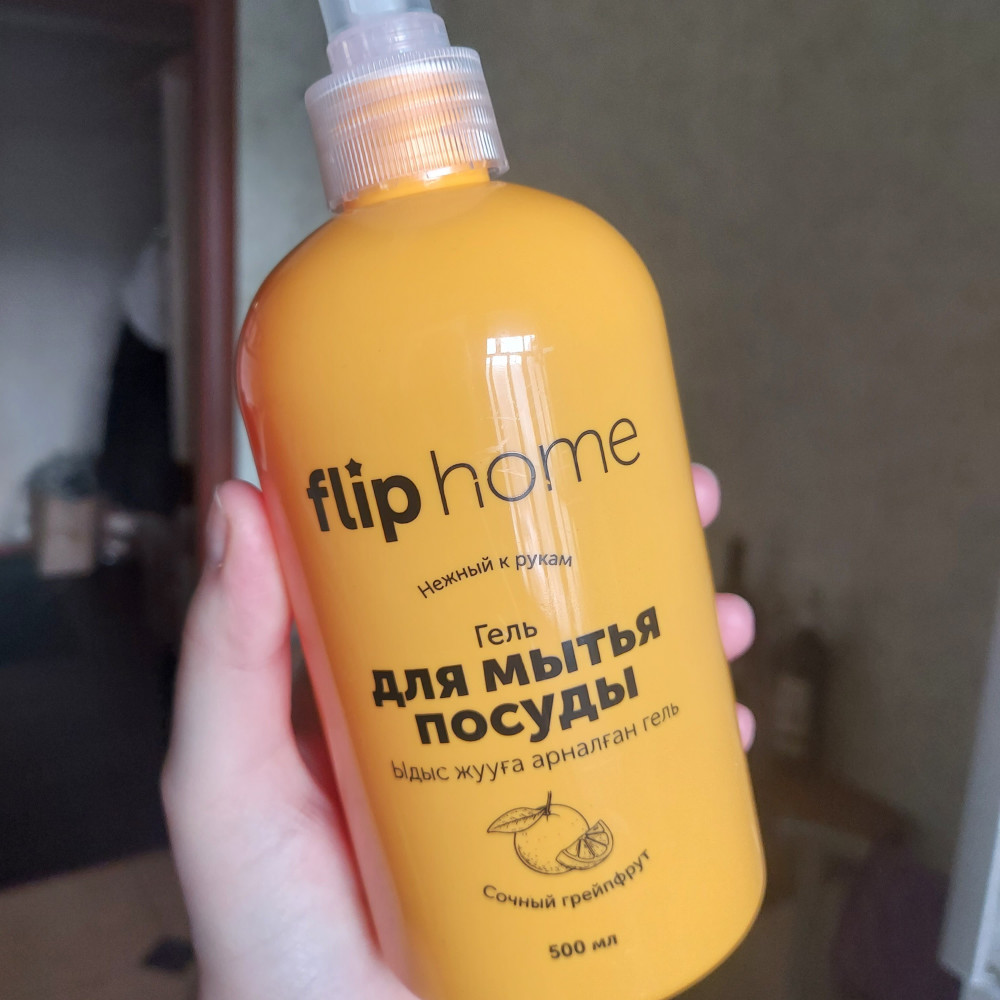 flip home
Нежный к рукам
Гель
для мытья
посуды
Ыдыс жууға арналған гель
Сочный грейпфрут
500 мл